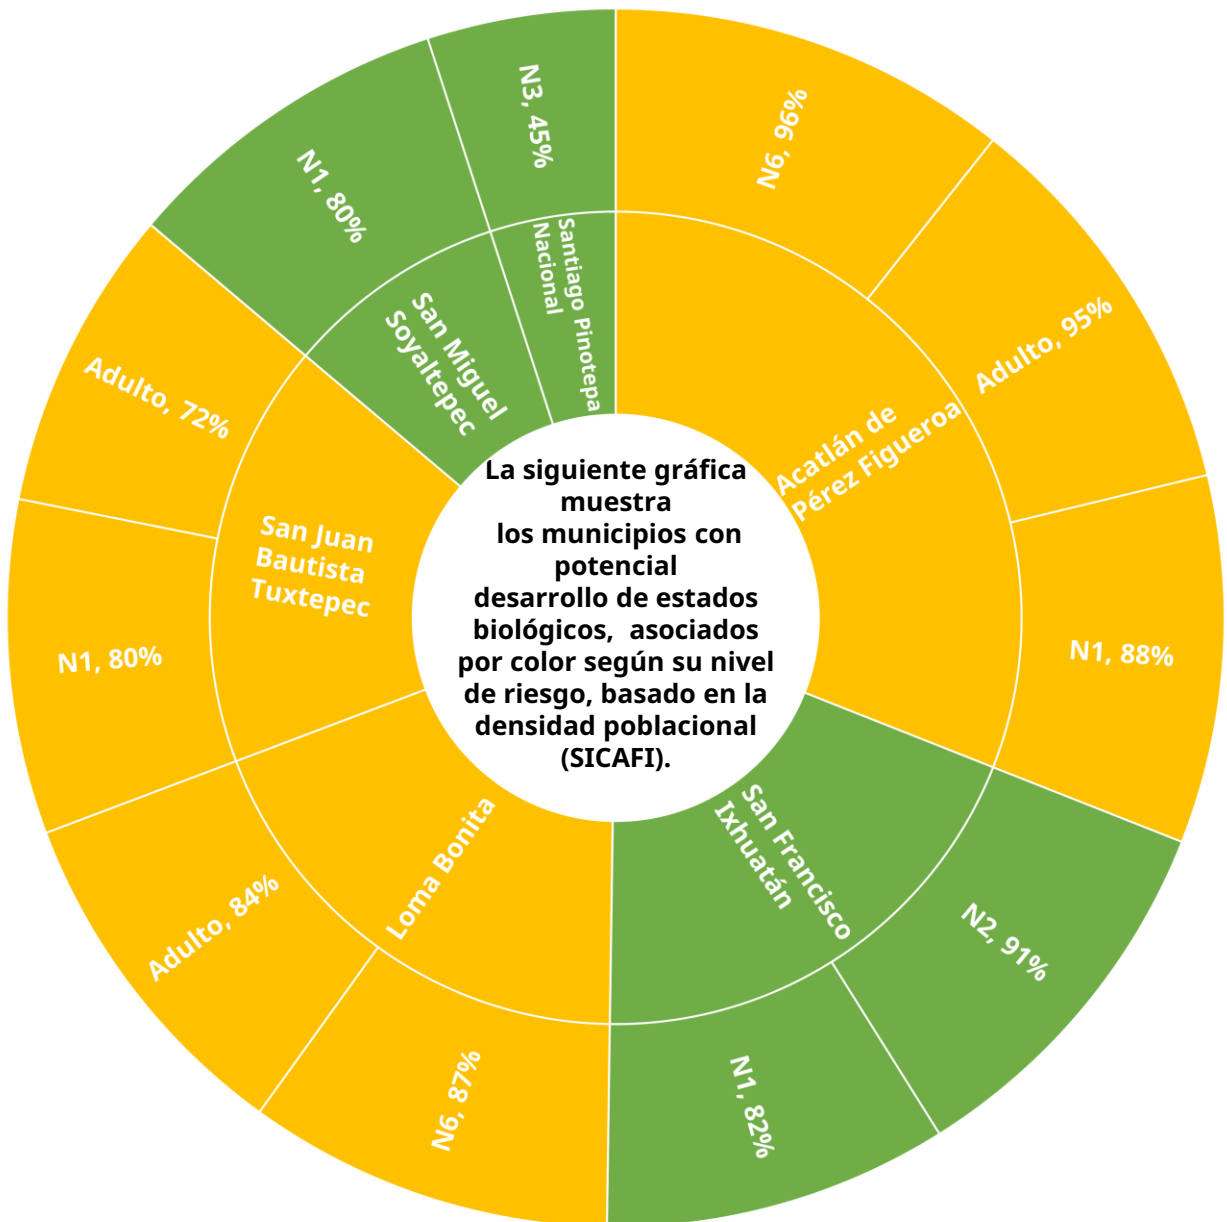 La siguiente gráfica
muestra
los municipios con
potencial
desarrollo de estados
biológicos, asociados
por color según su nivel
de riesgo, basado en la
densidad poblacional
(SICAFI).
Acatlán de
Pérez Figueroa
N6, 96%
Adulto, 95%
N1, 88%
San Francisco
Ixhuatán
N2, 91%
N1, 82%
Loma Bonita
N6, 87%
Adulto, 84%
San Juan
Bautista
Tuxtepec
N1, 80%
Adulto, 72%
San Miguel
Soyaltepec
N1, 80%
Santiago Pinotepa
Nacional
N3, 45%